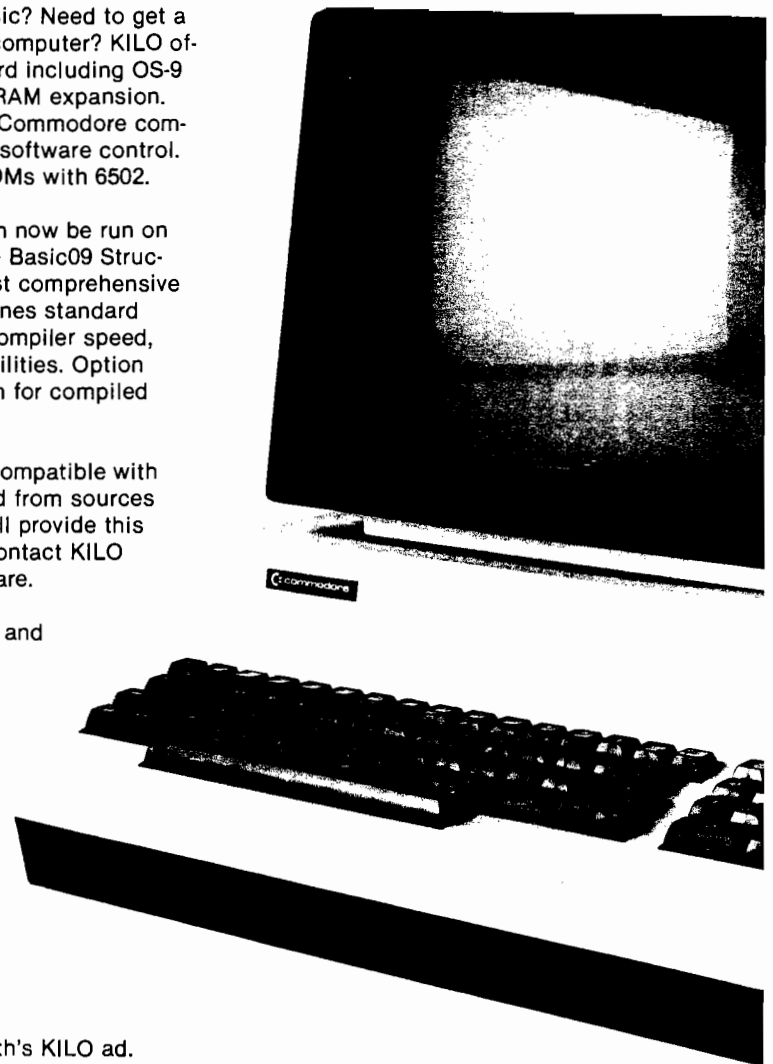 ic? Need to get a
computer? KILO of-
rd including OS-9
RAM expansion.
Commodore com-
software control.
OMs with 6502.
n now be run on
Basic09 Struc-
st comprehensive
nes standard
ompiler speed,
ilities. Option
n for compiled
compatible with
d from sources
ll provide this
ontact KILO
are.
and
commodore
th's KILO ad.